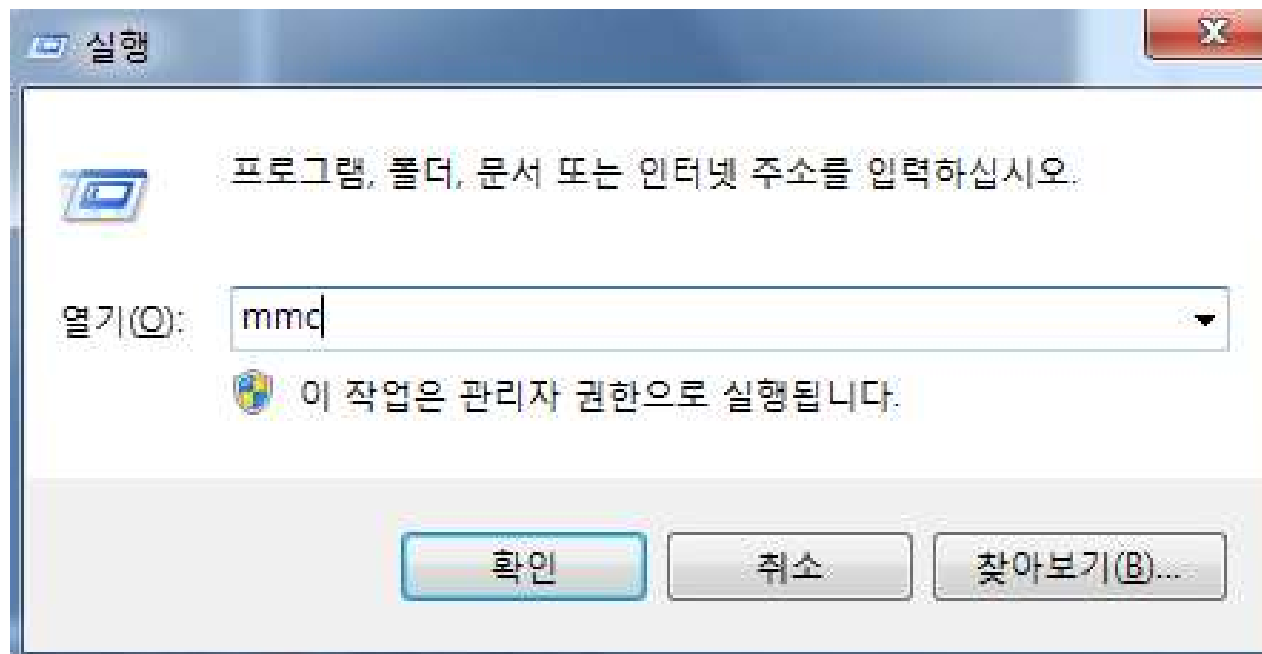 실행
프로그램, 폴더, 문서 또는 인터넷 주소를 입력하십시오.
열기(O): mmc
이 작업은 관리자 권한으로 실행됩니다.
확인 취소 찾아보기(B)...